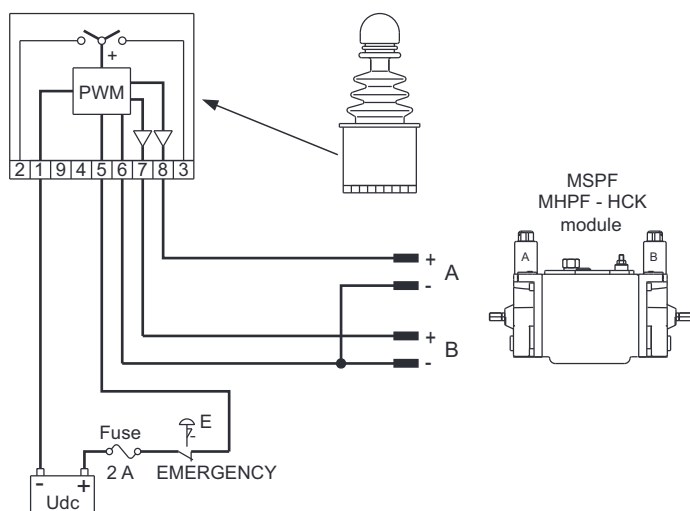 +
PWM
2 1 9 4 5 6 7 8 3
MSPF
MHPF - HCK
module
A B
+
A
-
+
B
-
E
Fuse
2 A EMERGENCY
- +
Udc